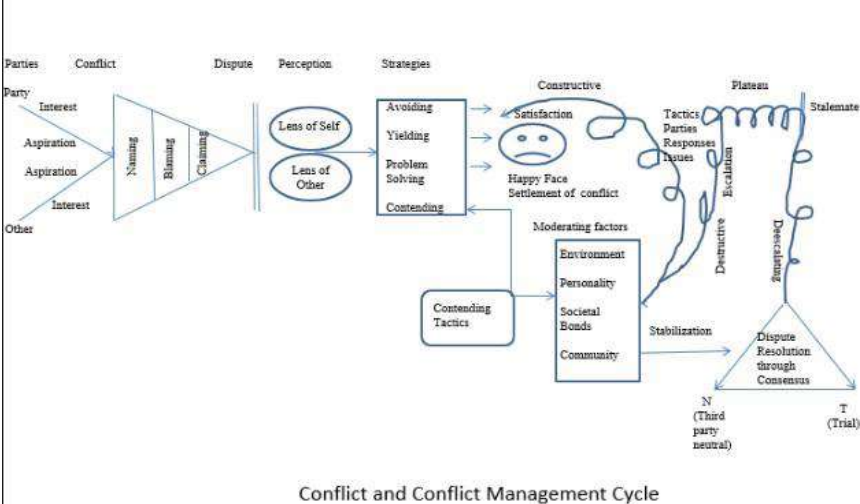 Parties Conflict Dispute Perception Strategies
Party
Interest
Aspiration
Aspiration
Interest
Other
Naming
Blaming
Claiming
Lens of Self
Lens of
Other
Avoiding
Yielding
Problem
Solving
Contending
Constructive
Satisfaction
Happy Face
Settlement of conflict
Plateau
Stalemate
Tactics
Parties
Responses
Issues
Escalation
Destructive
Deescalating
Moderating factors
Environment
Personality
Societal
Bonds
Community
Contending
Tactics
Stabilization
Dispute
Resolution
through
Consensus
N
(Third
party
neutral)
T
(Trial)
Conflict and Conflict Management Cycle